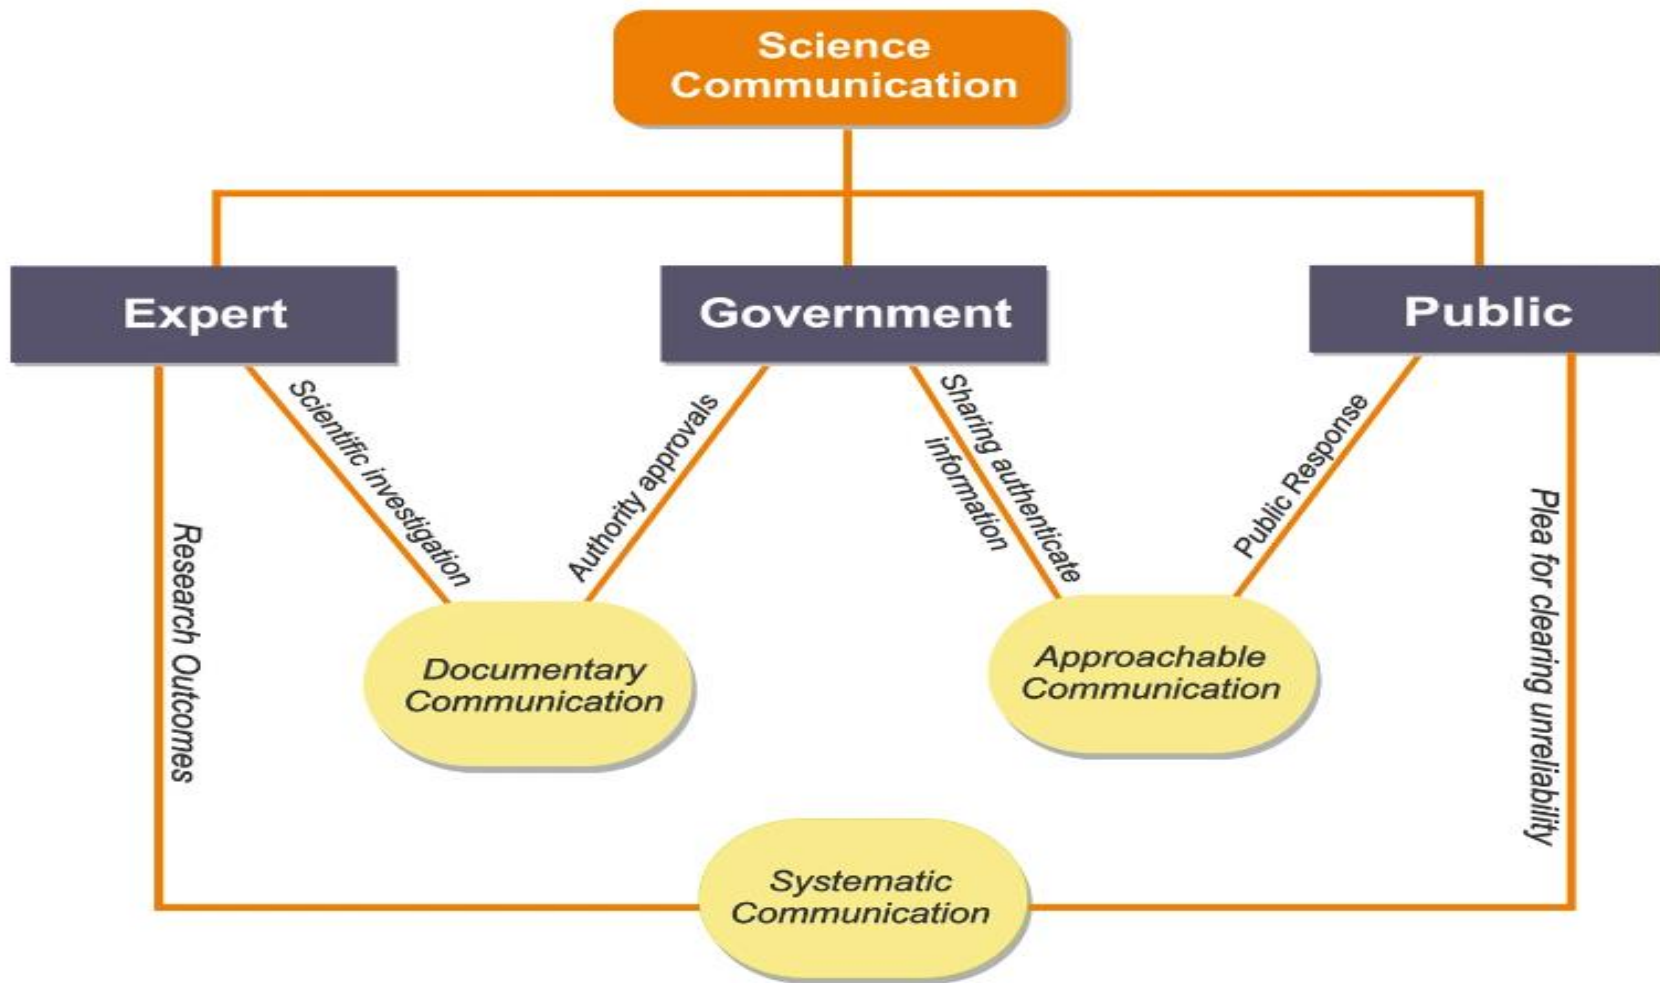 Science
Communication
Expert
Government
Public
Scientific investigation
Authority approvals
Sharing authenticate
information
Public Response
Research Outcomes
Plea for clearing unreliability
Documentary
Communication
Approachable
Communication
Systematic
Communication